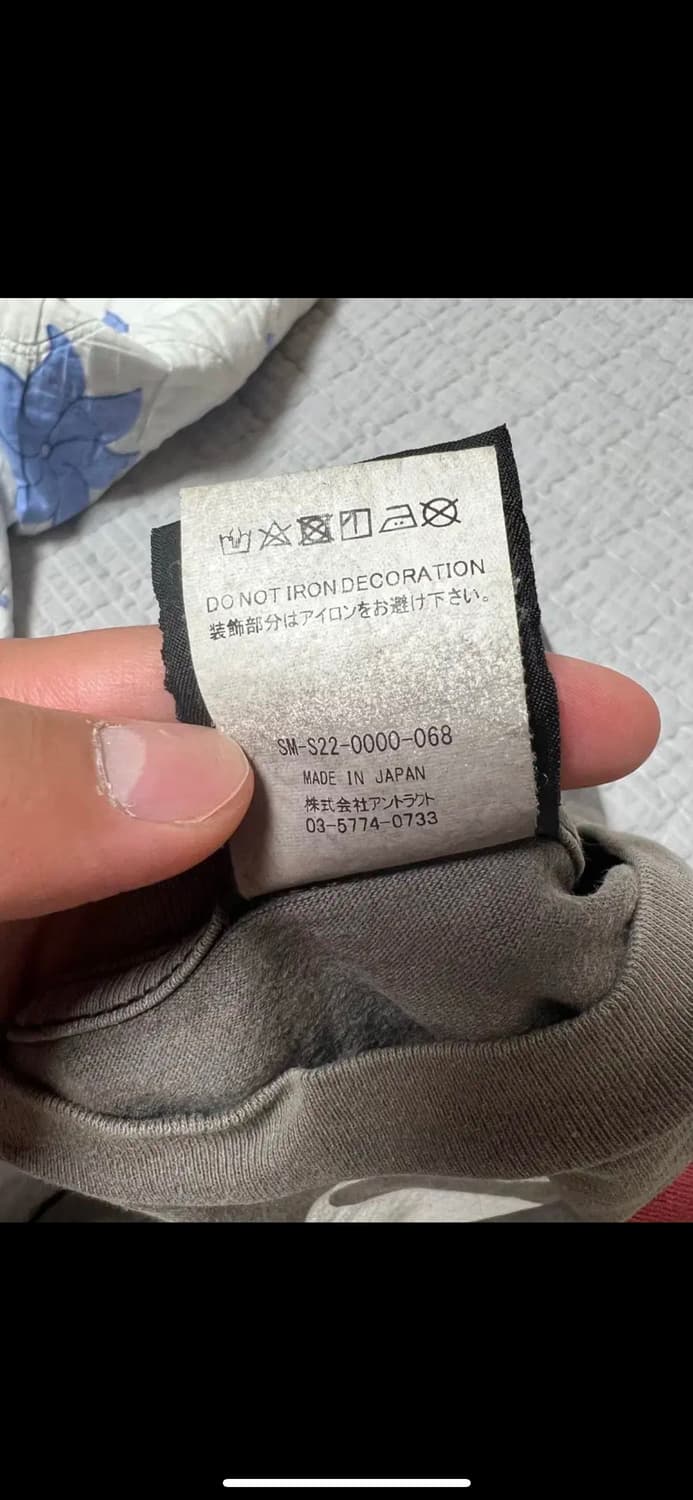 DO NOT IRON DECORATION
装飾部分はアイロンをお避け下さい。
SM-S22-0000-068
MADE IN JAPAN
株式会社アントラクト
03-5774-0733